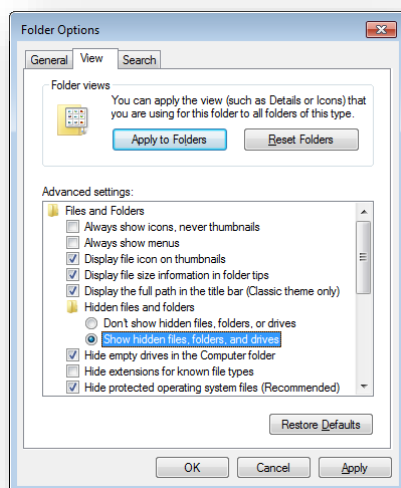 Folder Options
General View Search
Folder views
You can apply the view (such as Details or Icons) that
you are using for this folder to all folders of this type.
Apply to Folders Reset Folders
Advanced settings:
Files and Folders
Always show icons, never thumbnails
Always show menus
Display file icon on thumbnails
Display file size information in folder tips
Display the full path in the title bar (Classic theme only)
Hidden files and folders
Don't show hidden files, folders, or drives
Show hidden files, folders, and drives
Hide empty drives in the Computer folder
Hide extensions for known file types
Hide protected operating system files (Recommended)
Restore Defaults
OK Cancel Apply